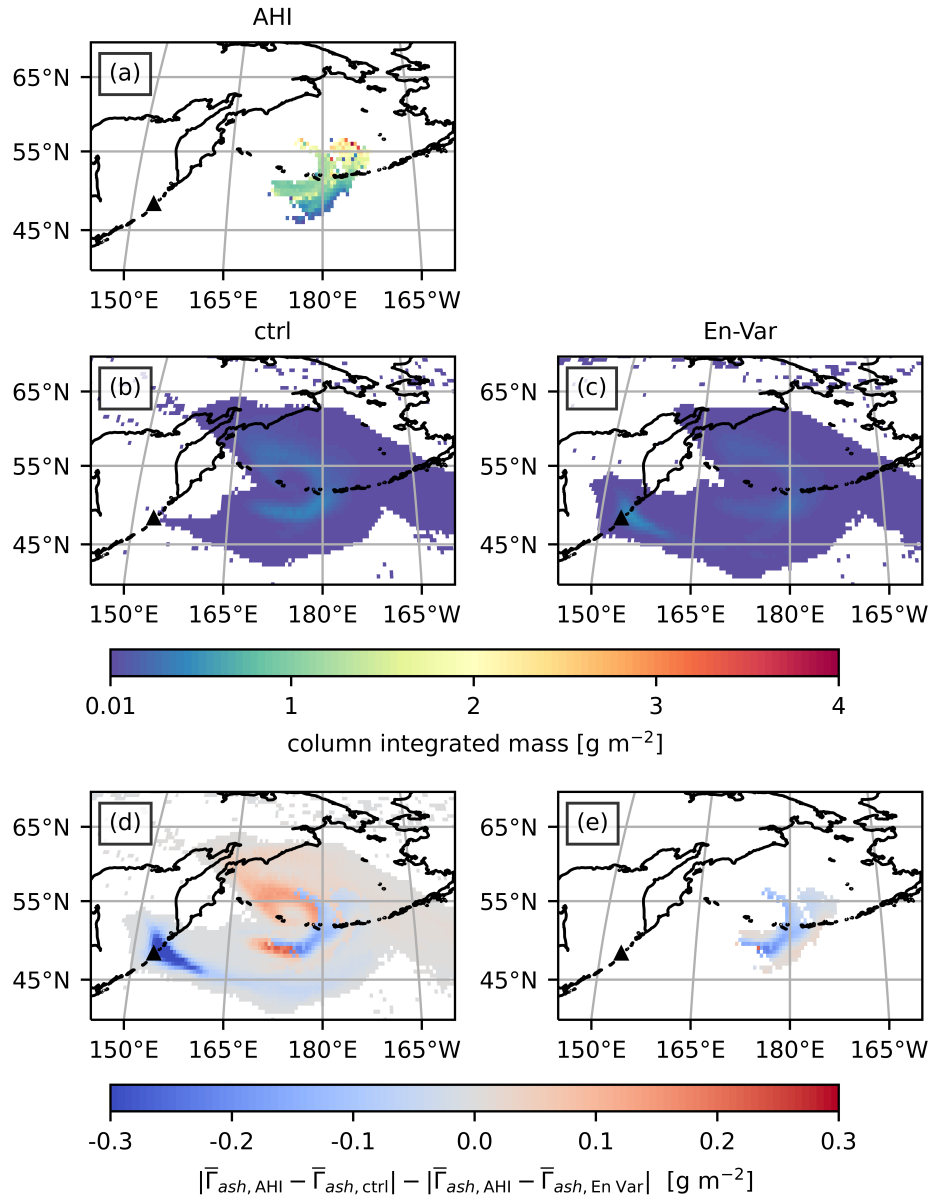 AHI
(a)
65°N
55°N
45°N
150°E 165°E 180°E 165°W
ctrl En-Var
(b) (c)
65°N 65°N
55°N 55°N
45°N 45°N
150°E 165°E 180°E 165°W 150°E 165°E 180°E 165°W
0.01 1 2 3 4
column integrated mass [g m⁻²]
(d) (e)
65°N 65°N
55°N 55°N
45°N 45°N
150°E 165°E 180°E 165°W 150°E 165°E 180°E 165°W
-0.3 -0.2 -0.1 0.0 0.1 0.2 0.3
|Γ̅ash, AHI − Γ̅ash, ctrl| − |Γ̅ash, AHI − Γ̅ash, En Var| [g m⁻²]